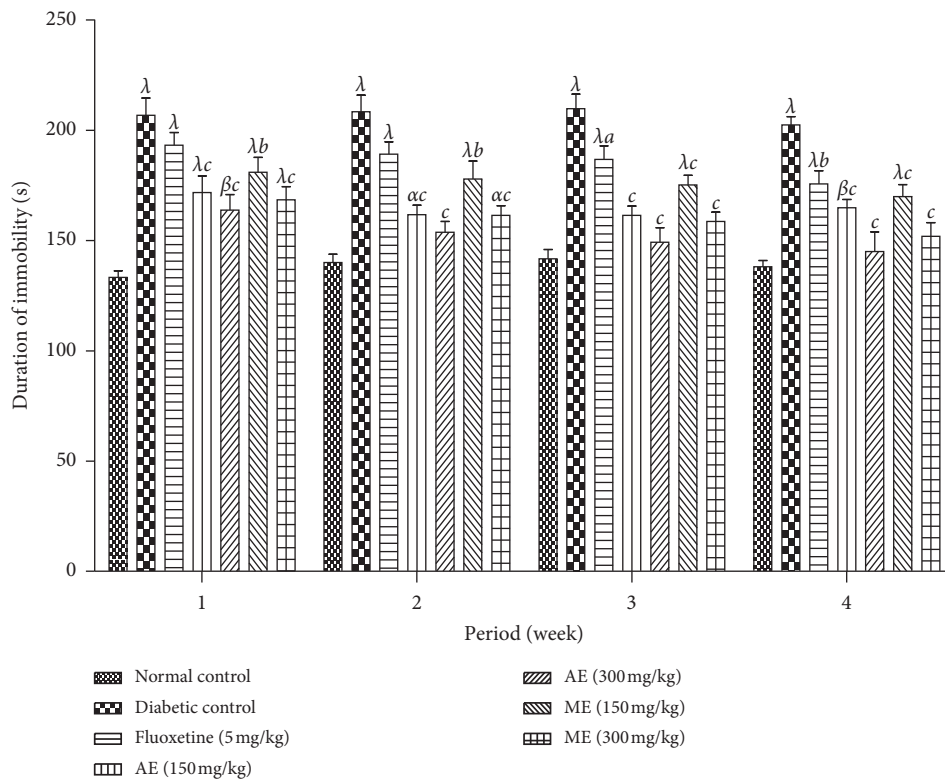 250
200
150
100
50
0
Duration of immobility (s)
λ
λ
λc
βc
λb
λc
λ
λ
αc
c
λb
αc
λ
λa
c
c
λc
c
λ
λb
βc
c
λc
c
1
2
3
4
Period (week)
Normal control
Diabetic control
Fluoxetine (5 mg/kg)
AE (150 mg/kg)
AE (300 mg/kg)
ME (150 mg/kg)
ME (300 mg/kg)